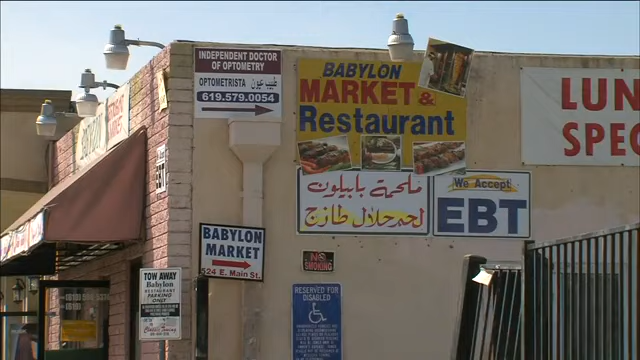 INDEPENDENT DOCTOR
OF OPTOMETRY
OPTOMETRISTA طبيب عيون
619.579.0054
BABYLON
MARKET &
Restaurant
ملحمة بابيلون
لحم حلال طازج
We Accept
EBT
LUN
SPEC
BABYLON
MARKET
524 E. Main St.
NO
SMOKING
TOW AWAY
Babylon
RESTAURANT
PARKING
ONLY
RESERVED FOR
DISABLED